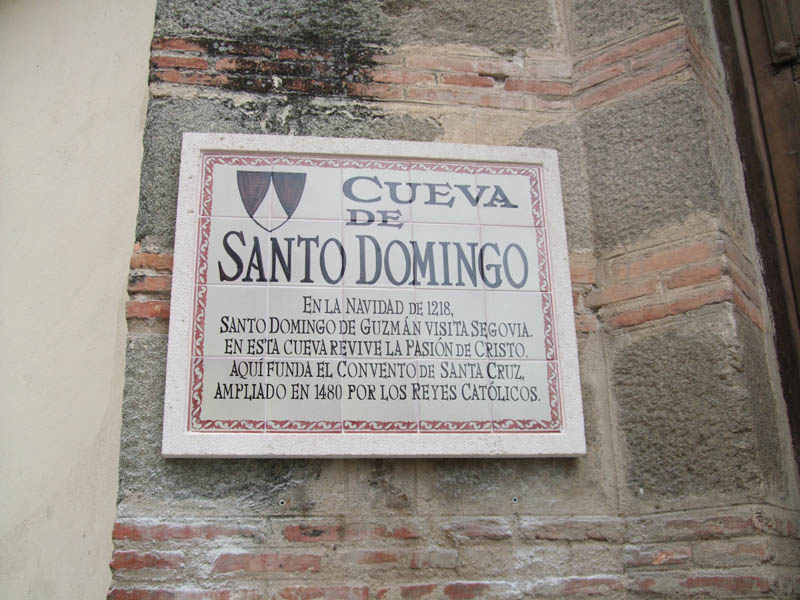 CUEVA
DE
SANTO DOMINGO
EN LA NAVIDAD DE 1218,
SANTO DOMINGO DE GUZMÁN VISITA SEGOVIA.
EN ESTA CUEVA REVIVE LA PASIÓN DE CRISTO.
AQUÍ FUNDA EL CONVENTO DE SANTA CRUZ,
AMPLIADO EN 1480 POR LOS REYES CATÓLICOS.